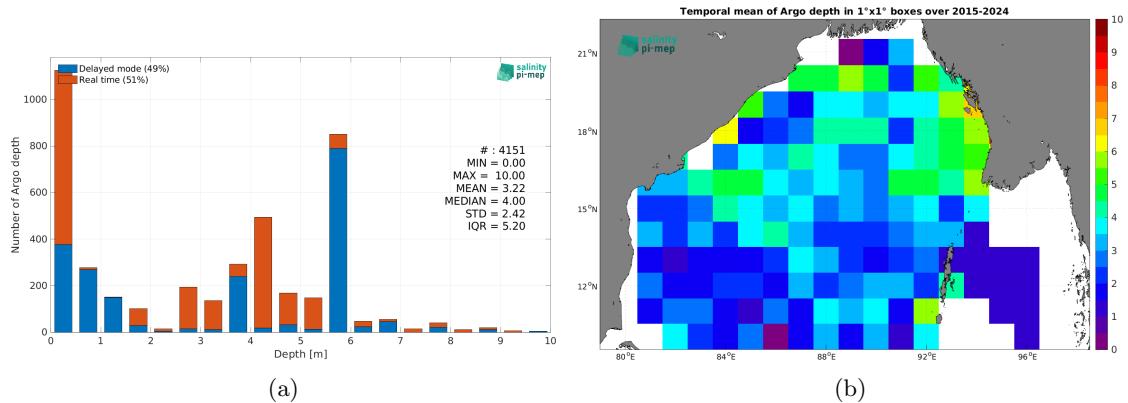 Delayed mode (49%)
Real time (51%)
salinity
pi-mep
# : 4151
MIN = 0.00
MAX = 10.00
MEAN = 3.22
MEDIAN = 4.00
STD = 2.42
IQR = 5.20
Number of Argo depth
0
200
400
600
800
1000
0 1 2 3 4 5 6 7 8 9 10
Depth [m]
(a)
Temporal mean of Argo depth in 1°x1° boxes over 2015-2024
salinity
pi-mep
21°N
18°N
15°N
12°N
80°E 84°E 88°E 92°E 96°E
10
9
8
7
6
5
4
3
2
1
0
(b)